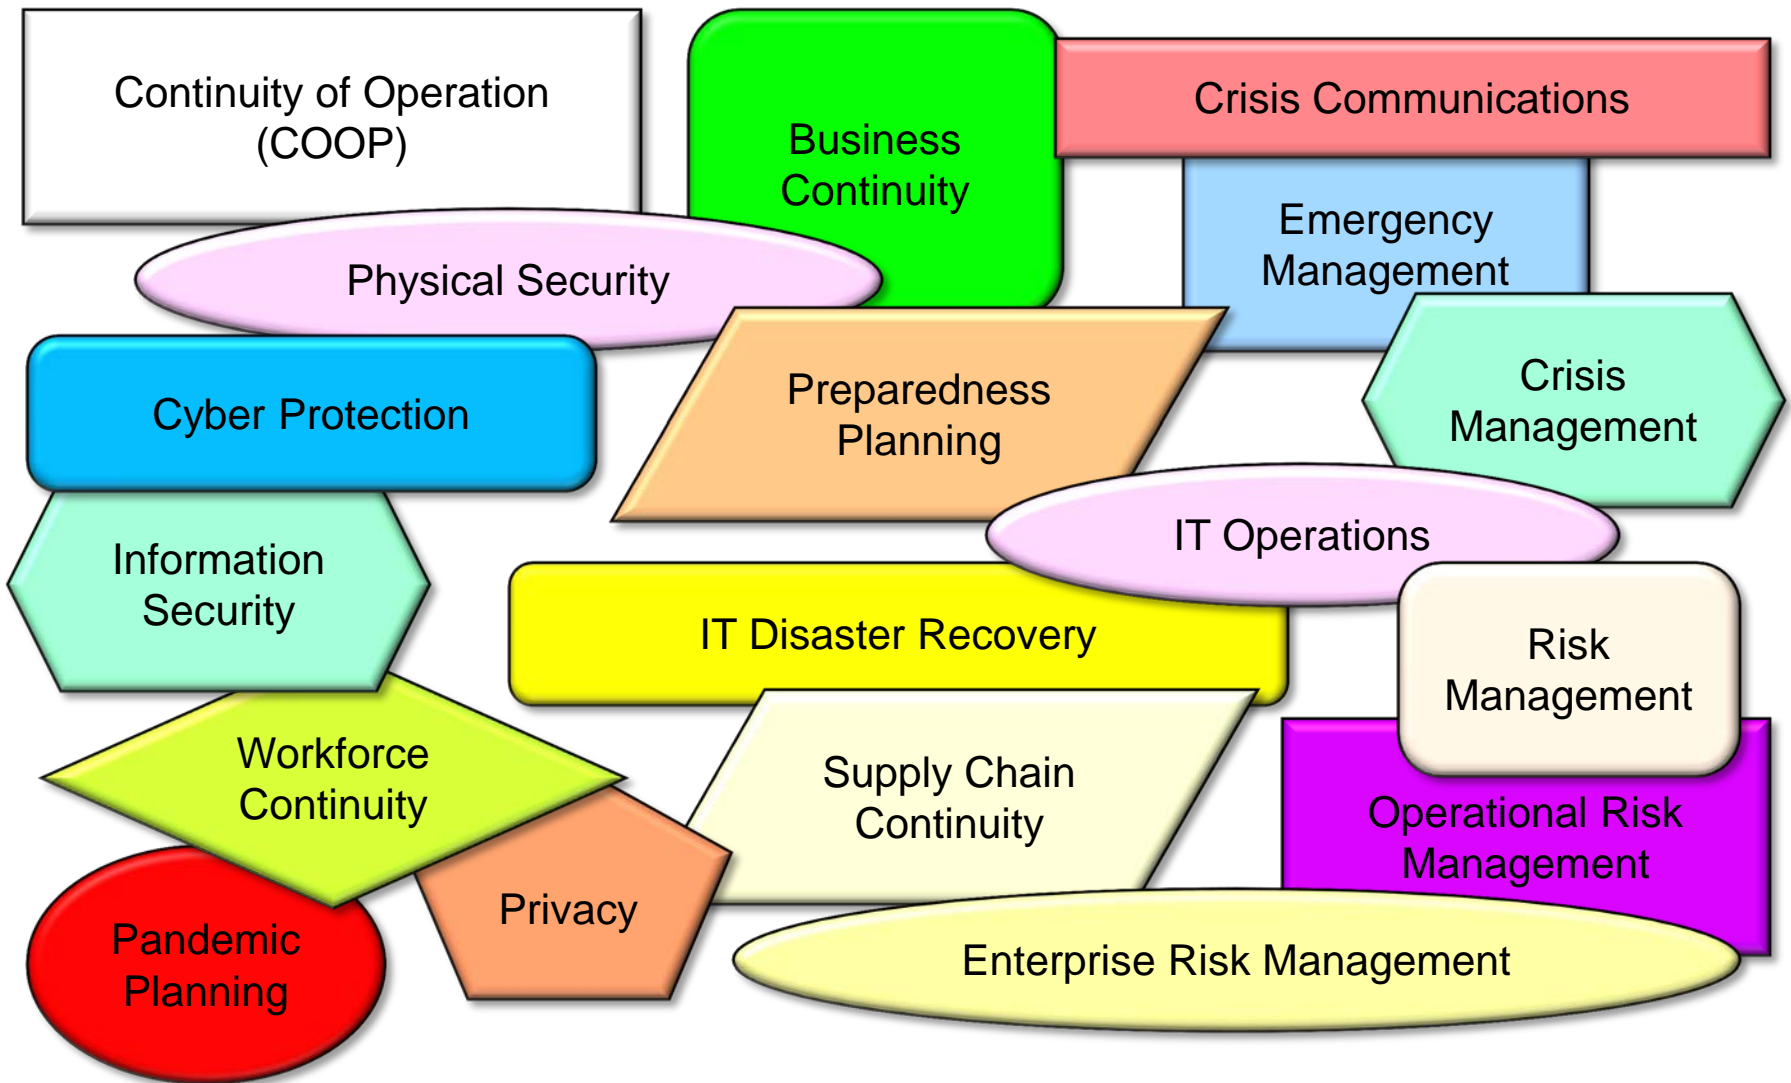 Continuity of Operation
(COOP)
Business
Continuity
Crisis Communications
Emergency
Management
Physical Security
Cyber Protection
Preparedness
Planning
Crisis
Management
Information
Security
IT Operations
IT Disaster Recovery
Risk
Management
Workforce
Continuity
Supply Chain
Continuity
Operational Risk
Management
Privacy
Pandemic
Planning
Enterprise Risk Management